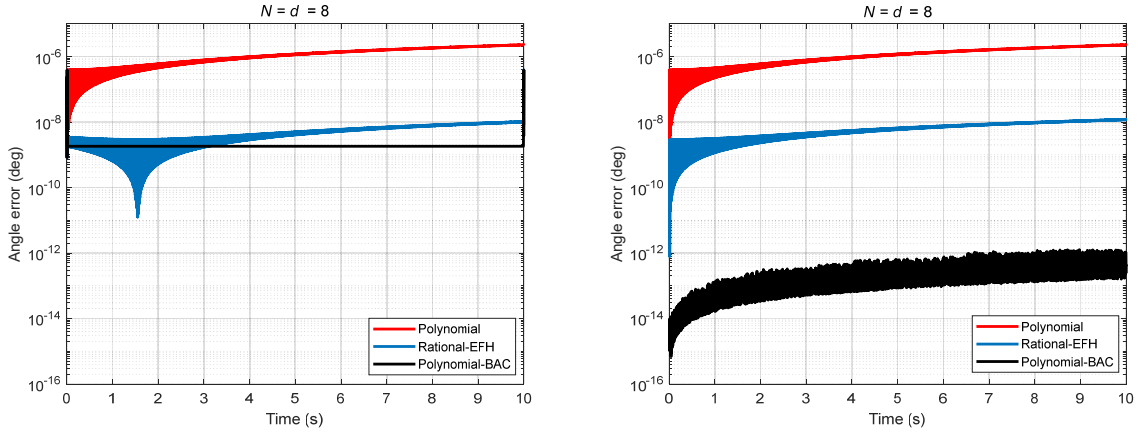 N = d = 8
Angle error (deg)
10^-6
10^-8
10^-10
10^-12
10^-14
10^-16
0 1 2 3 4 5 6 7 8 9 10
Time (s)
Polynomial
Rational-EFH
Polynomial-BAC
N = d = 8
Angle error (deg)
10^-6
10^-8
10^-10
10^-12
10^-14
10^-16
0 1 2 3 4 5 6 7 8 9 10
Time (s)
Polynomial
Rational-EFH
Polynomial-BAC